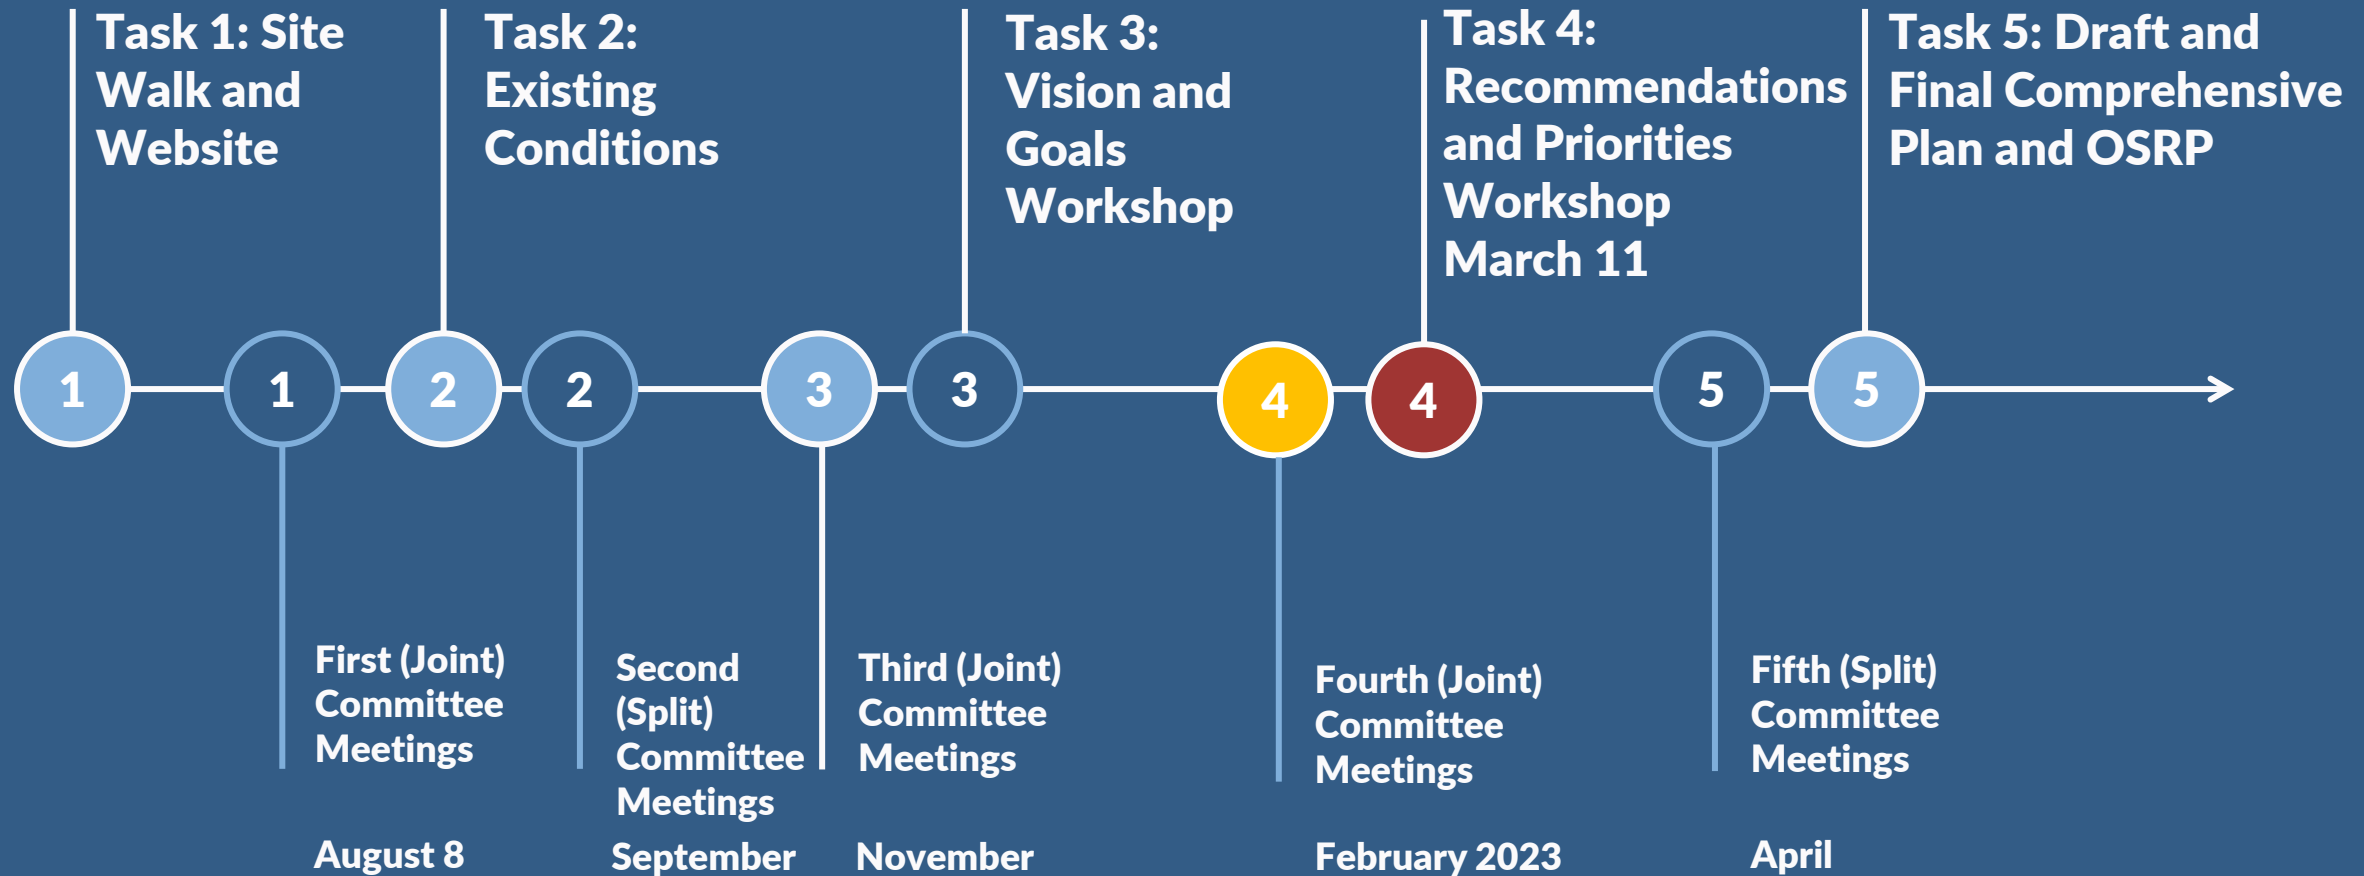 Task 1: Site
Walk and
Website
Task 2:
Existing
Conditions
Task 3:
Vision and
Goals
Workshop
Task 4:
Recommendations
and Priorities
Workshop
March 11
Task 5: Draft and
Final Comprehensive
Plan and OSRP
1
1
2
2
3
3
4
4
5
5
First (Joint)
Committee
Meetings
August 8
Second
(Split)
Committee
Meetings
September
Third (Joint)
Committee
Meetings
November
Fourth (Joint)
Committee
Meetings
February 2023
Fifth (Split)
Committee
Meetings
April